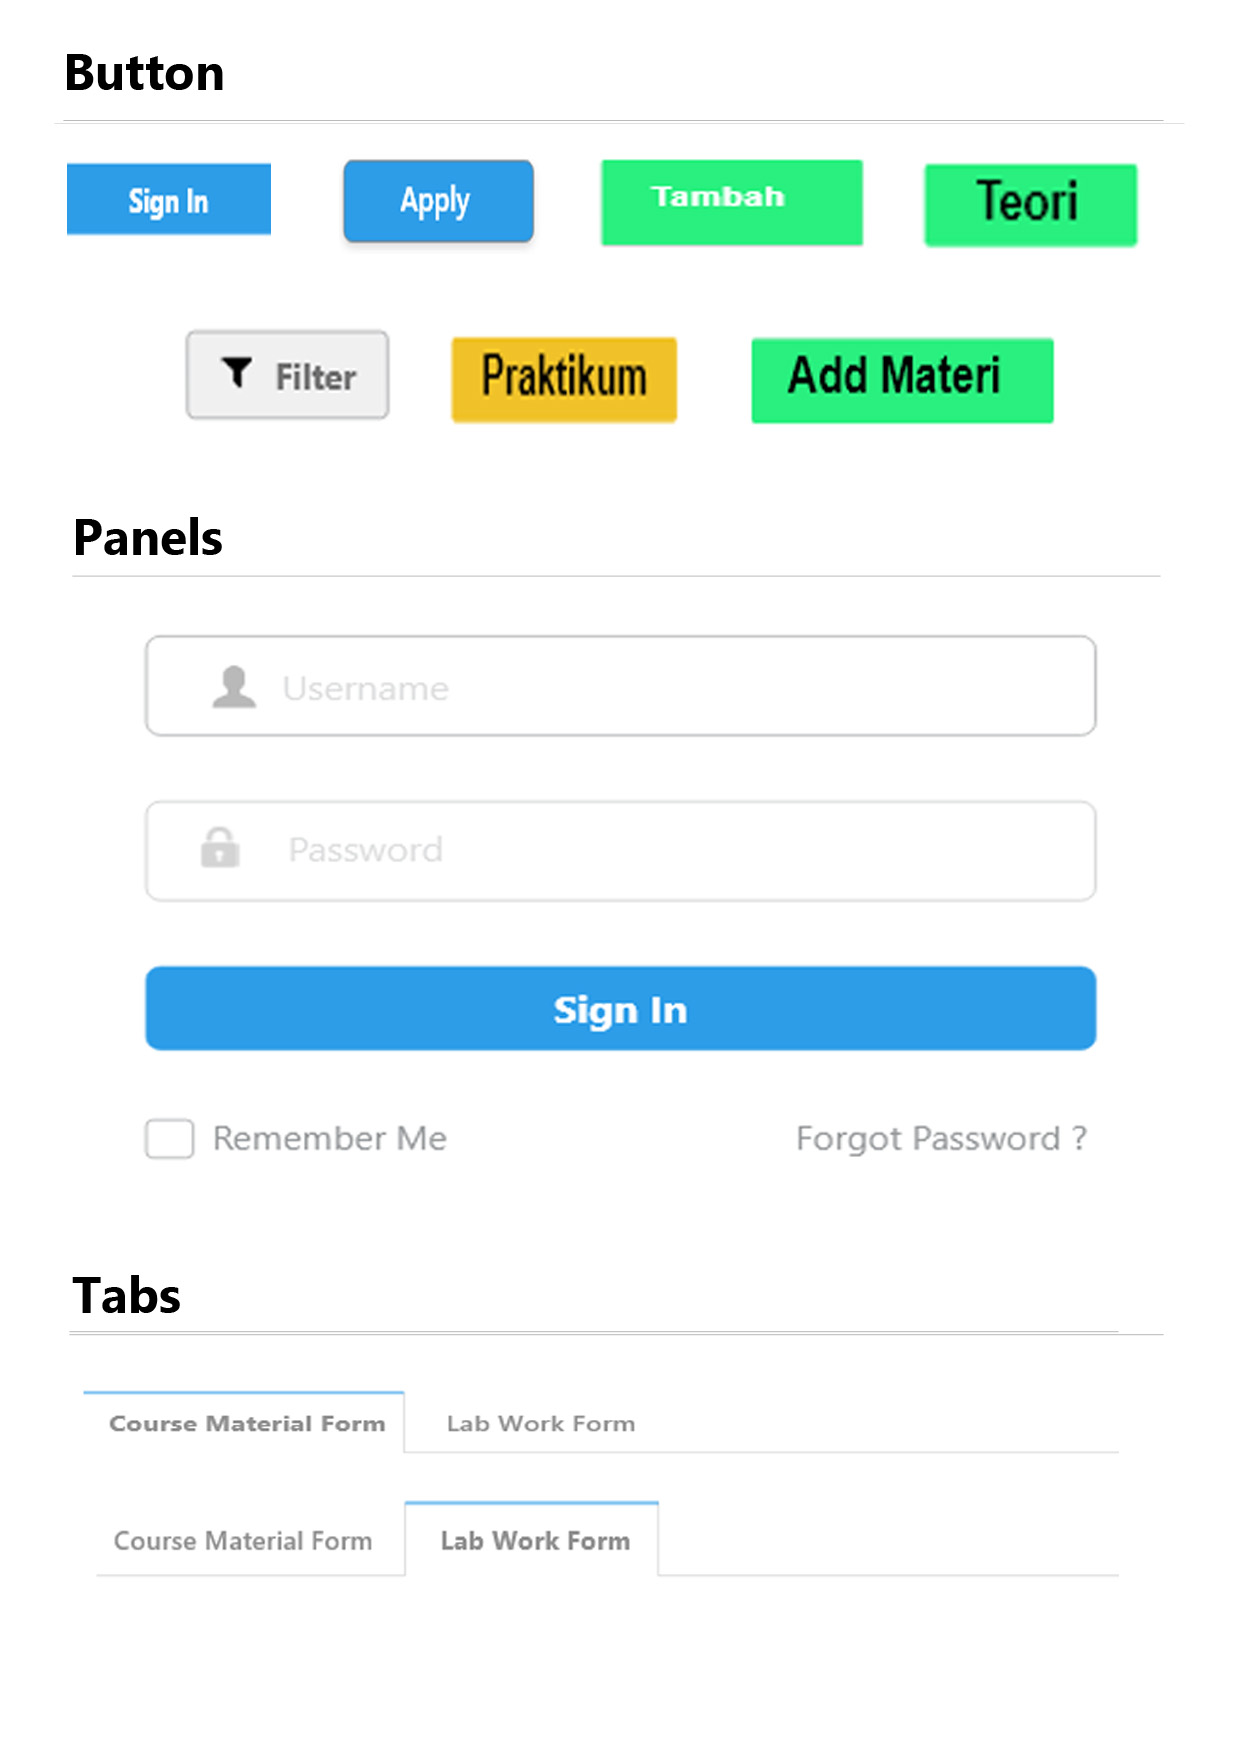 Button
Sign In
Apply
Tambah
Teori
Filter
Praktikum
Add Materi
Panels
Username
Password
Sign In
Remember Me
Forgot Password ?
Tabs
Course Material Form
Lab Work Form
Course Material Form
Lab Work Form